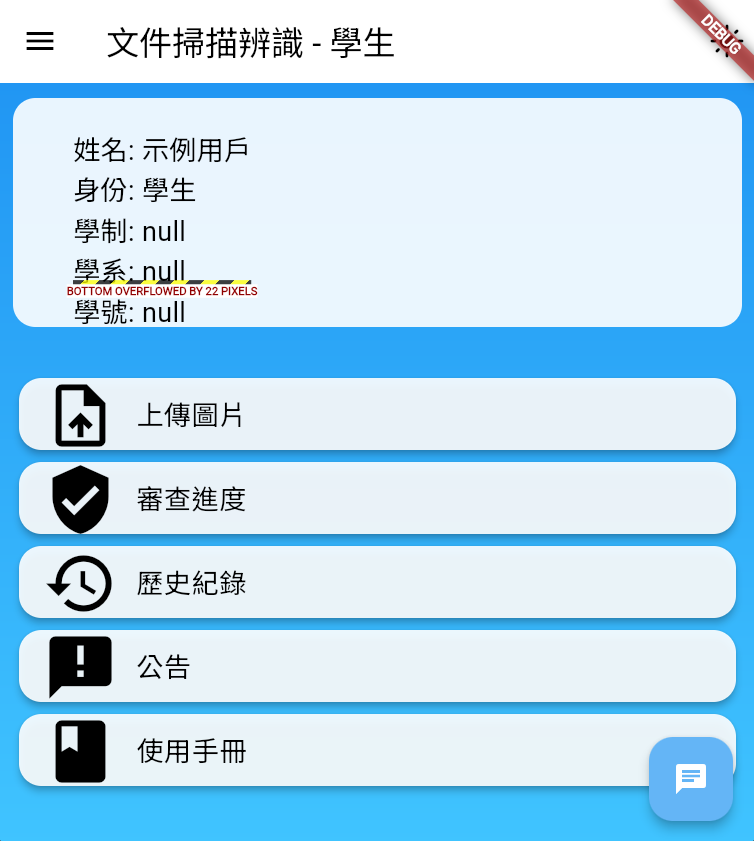 文件掃描辨識 - 學生
DEBUG
姓名: 示例用戶
身份: 學生
學制: null
學系: null
BOTTOM OVERFLOWED BY 22 PIXELS
學號: null
上傳圖片
審查進度
歷史紀錄
公告
使用手冊